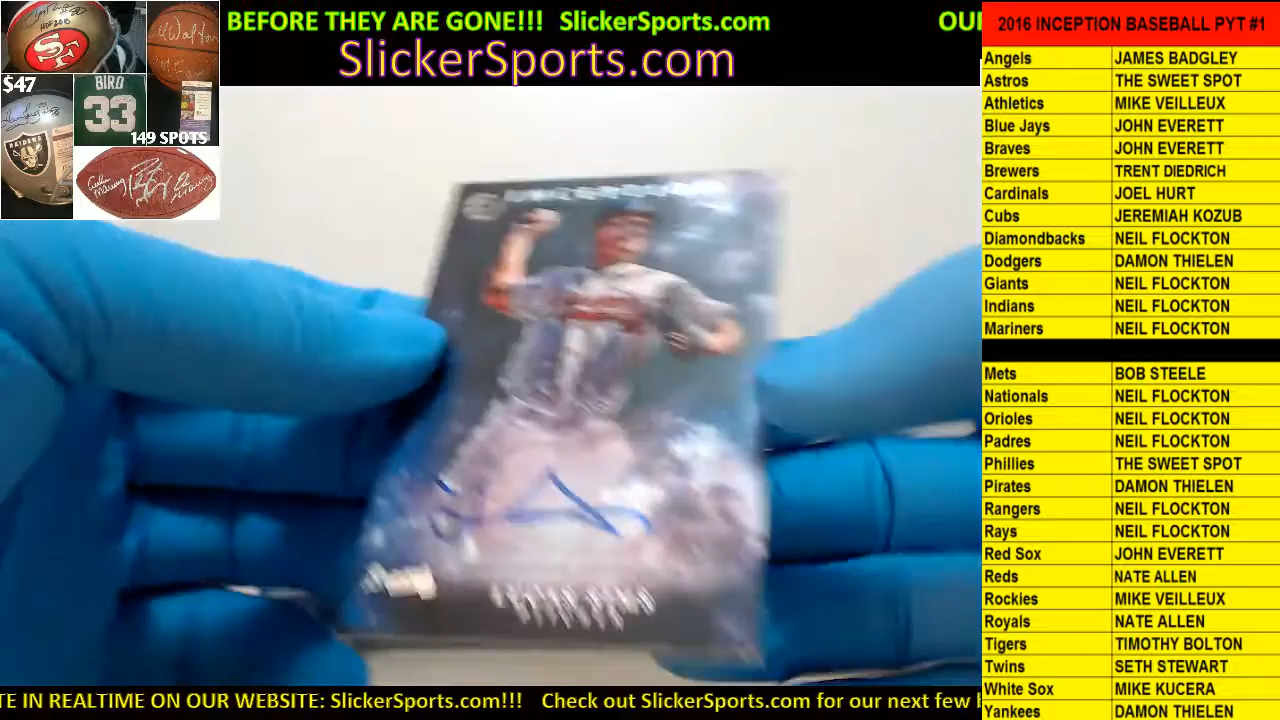 BEFORE THEY ARE GONE!!! SlickerSports.com OU
SlickerSports.com
HOF 2013
SF
$47
BIRD
33
149 SPOTS
RAIDERS
2016 INCEPTION BASEBALL PYT #1
Angels JAMES BADGLEY
Astros THE SWEET SPOT
Athletics MIKE VEILLEUX
Blue Jays JOHN EVERETT
Braves JOHN EVERETT
Brewers TRENT DIEDRICH
Cardinals JOEL HURT
Cubs JEREMIAH KOZUB
Diamondbacks NEIL FLOCKTON
Dodgers DAMON THIELEN
Giants NEIL FLOCKTON
Indians NEIL FLOCKTON
Mariners NEIL FLOCKTON
Mets BOB STEELE
Nationals NEIL FLOCKTON
Orioles NEIL FLOCKTON
Padres NEIL FLOCKTON
Phillies THE SWEET SPOT
Pirates DAMON THIELEN
Rangers NEIL FLOCKTON
Rays NEIL FLOCKTON
Red Sox JOHN EVERETT
Reds NATE ALLEN
Rockies MIKE VEILLEUX
Royals NATE ALLEN
Tigers TIMOTHY BOLTON
Twins SETH STEWART
White Sox MIKE KUCERA
Yankees DAMON THIELEN
TE IN REALTIME ON OUR WEBSITE: SlickerSports.com!!! Check out SlickerSports.com for our next few